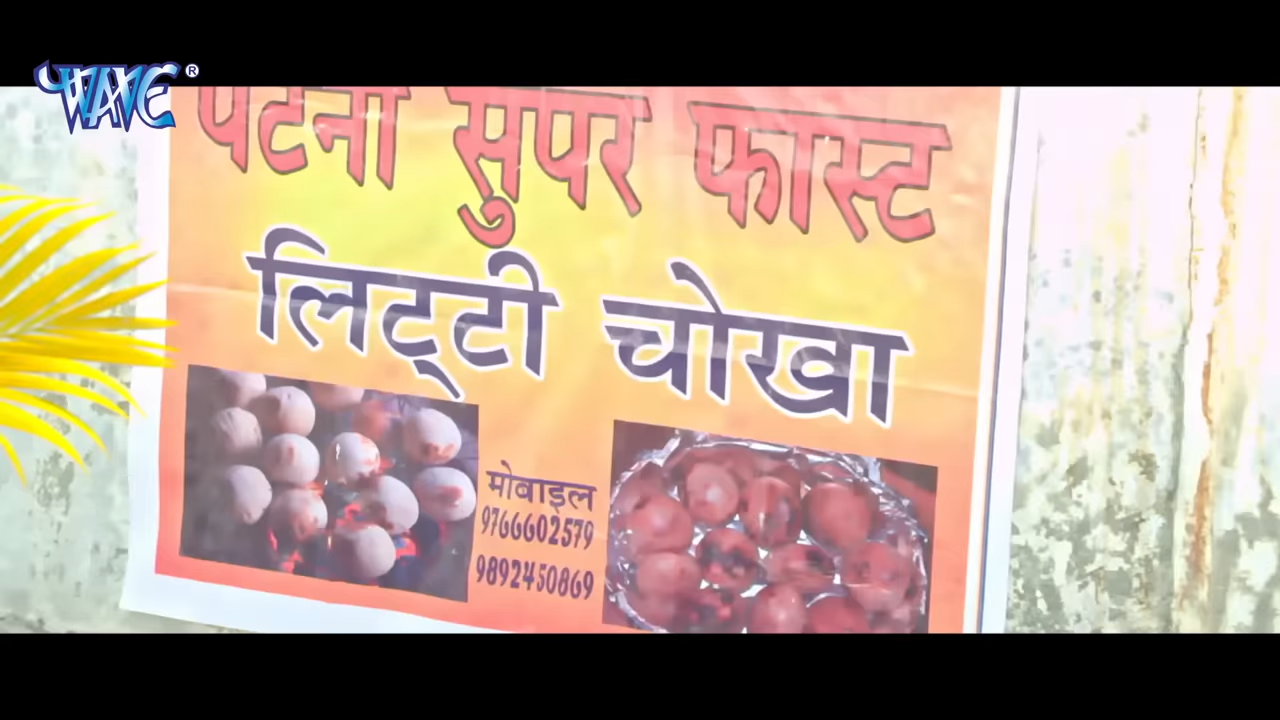 WAVE®
पटना सुपर फास्ट
लिट्टी चोखा
मोबाइल
9766602579
9892450869